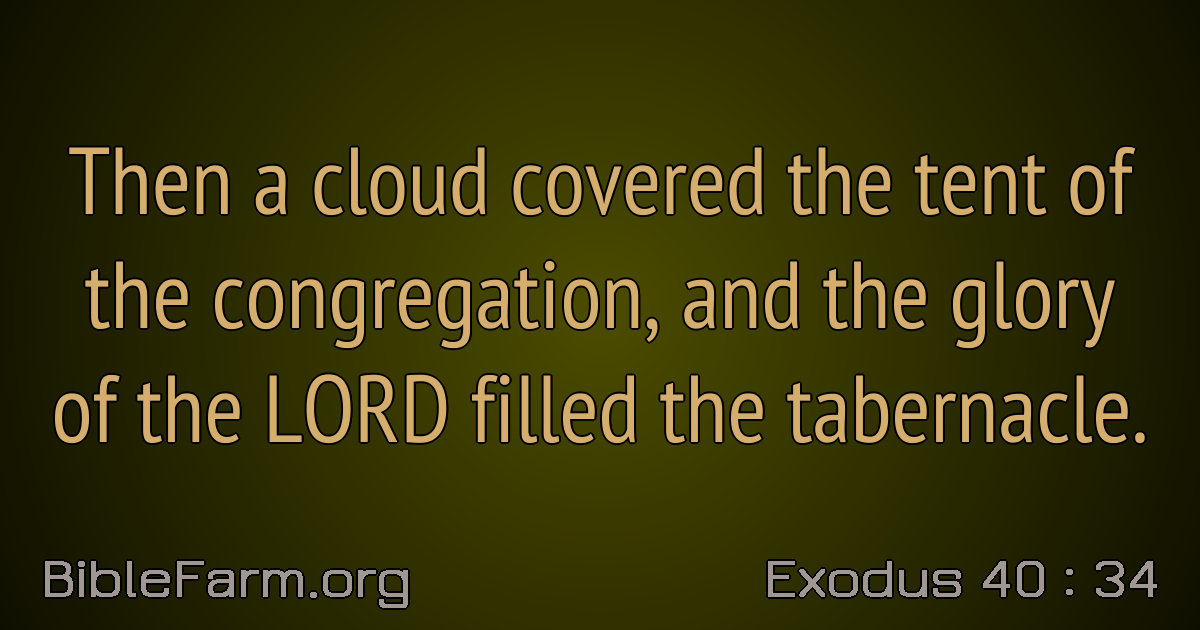 Then a cloud covered the tent of
the congregation, and the glory
of the LORD filled the tabernacle.
BibleFarm.org
Exodus 40 : 34